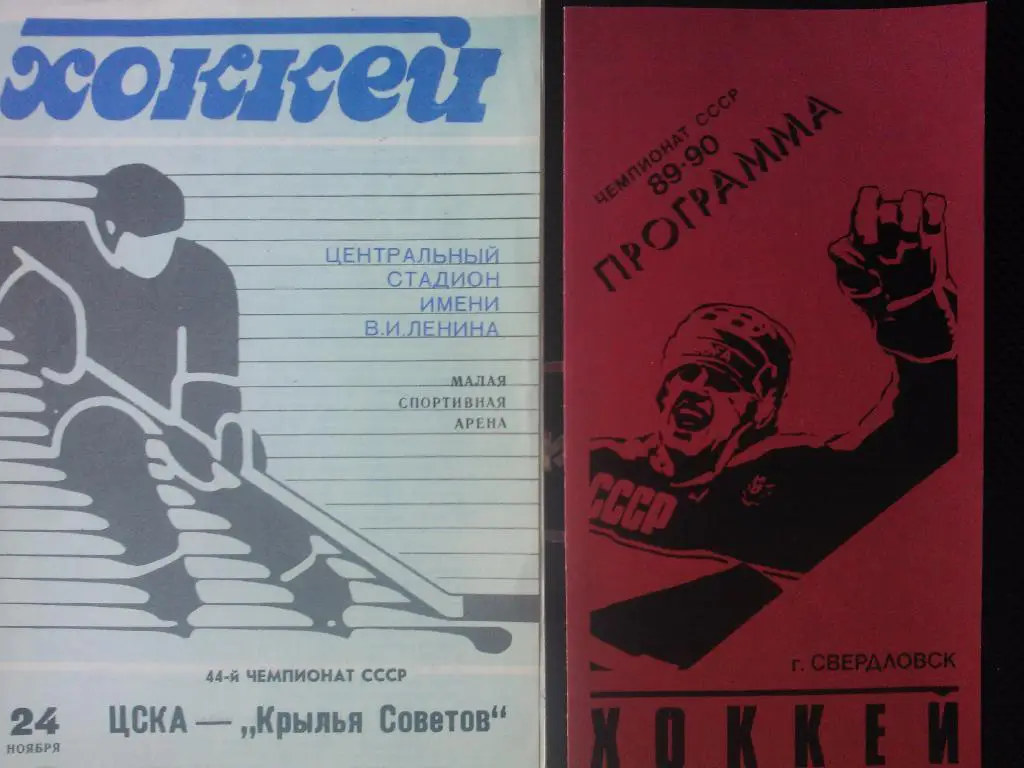 хоккей
ЦЕНТРАЛЬНЫЙ
СТАДИОН
ИМЕНИ
В.И.ЛЕНИНА
МАЛАЯ
СПОРТИВНАЯ
АРЕНА
44-й ЧЕМПИОНАТ СССР
24
НОЯБРЯ
ЦСКА — „Крылья Советов"
ЧЕМПИОНАТ СССР
89-90
ПРОГРАММА
СССР
г. СВЕРДЛОВСК
ХОККЕЙ